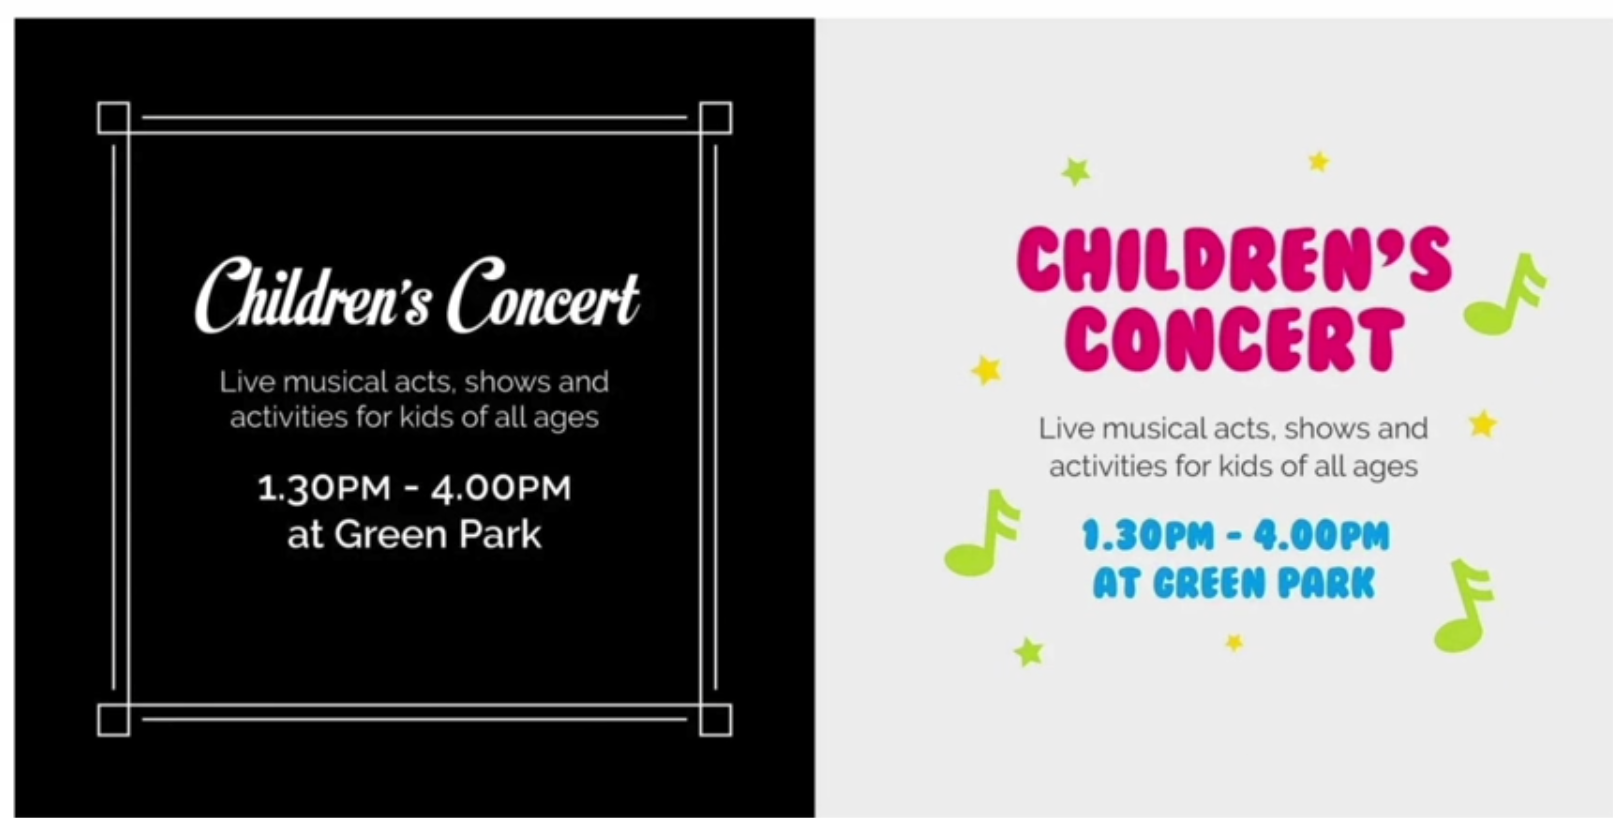 Children's Concert
Live musical acts, shows and
activities for kids of all ages
1.30PM - 4.00PM
at Green Park
CHILDREN'S
CONCERT
Live musical acts, shows and
activities for kids of all ages
1.30PM - 4.00PM
AT GREEN PARK